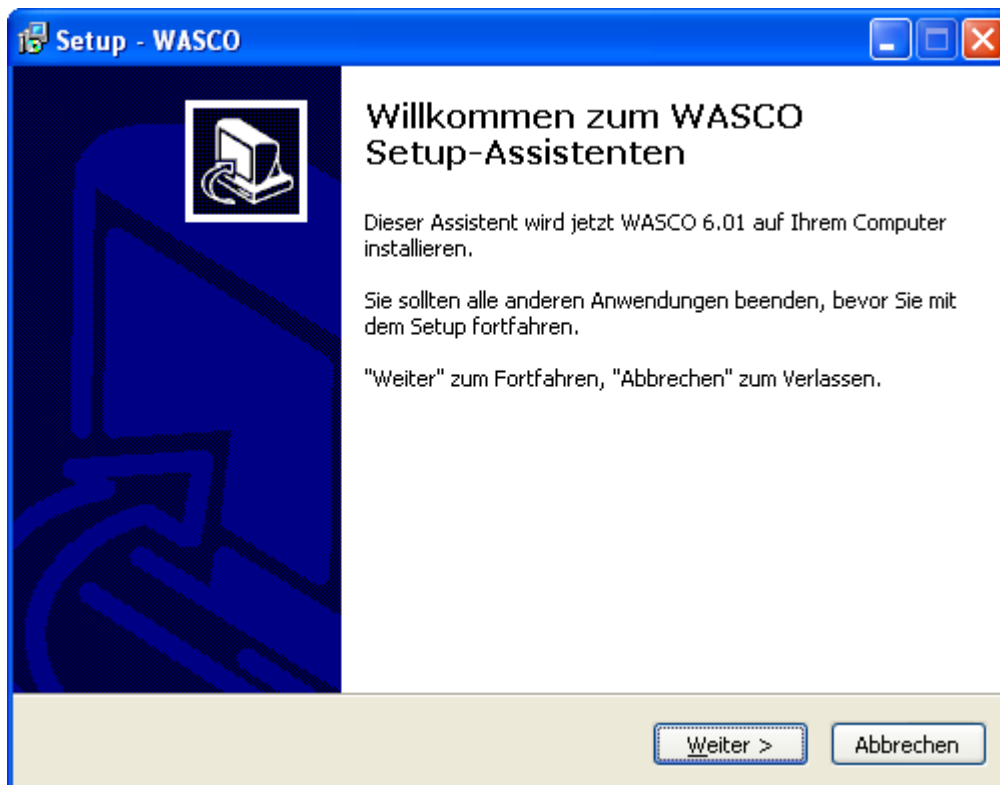 Setup - WASCO
Willkommen zum WASCO
Setup-Assistenten
Dieser Assistent wird jetzt WASCO 6.01 auf Ihrem Computer
installieren.
Sie sollten alle anderen Anwendungen beenden, bevor Sie mit
dem Setup fortfahren.
"Weiter" zum Fortfahren, "Abbrechen" zum Verlassen.
Weiter >
Abbrechen